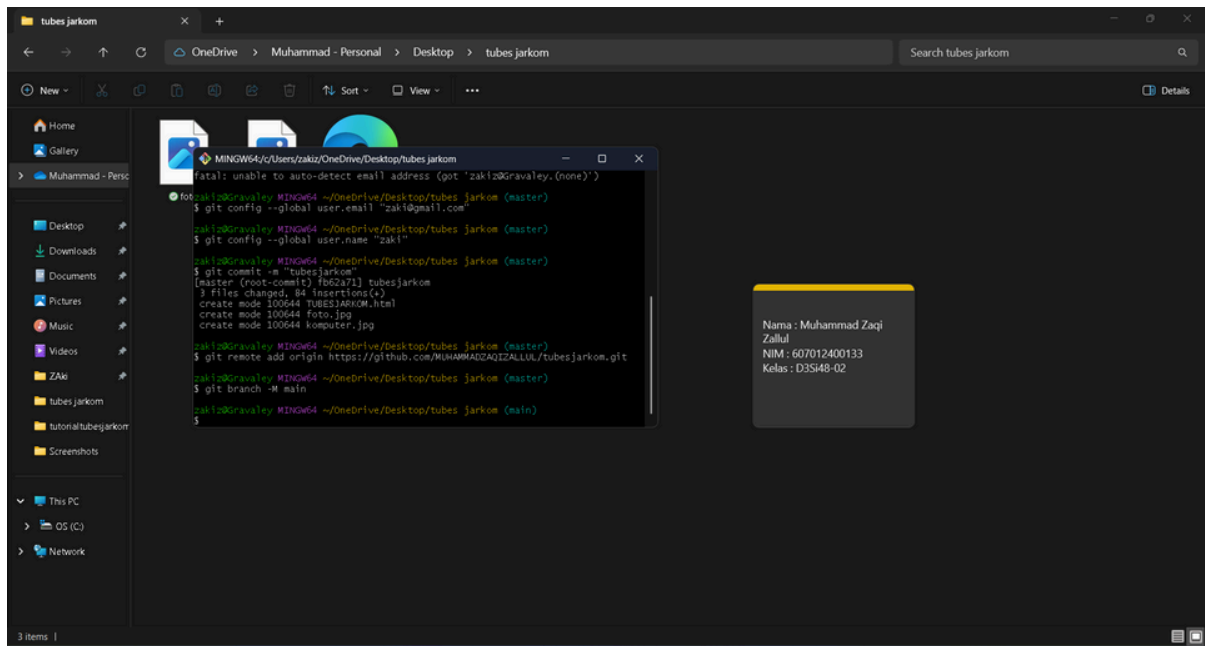 tubes jarkom
OneDrive > Muhammad - Personal > Desktop > tubes jarkom
Search tubes jarkom
New
Sort
View
Details
Home
Gallery
Muhammad - Persc
Desktop
Downloads
Documents
Pictures
Music
Videos
ZAki
tubes jarkom
tutorialtubesjarkom
Screenshots
This PC
OS (C:)
Network
3 items
foto
MINGW64:/c/Users/zakiz/OneDrive/Desktop/tubes jarkom
fatal: unable to auto-detect email address (got 'zakiz@Gravaley.(none)')
zakiz@Gravaley MINGW64 ~/OneDrive/Desktop/tubes jarkom (master)
$ git config --global user.email "zaki@gmail.com"
zakiz@Gravaley MINGW64 ~/OneDrive/Desktop/tubes jarkom (master)
$ git config --global user.name "zaki"
zakiz@Gravaley MINGW64 ~/OneDrive/Desktop/tubes jarkom (master)
$ git commit -m "tubesjarkom"
[master (root-commit) fb62a71] tubesjarkom
3 files changed, 84 insertions(+)
create mode 100644 TUBESJARKOM.html
create mode 100644 foto.jpg
create mode 100644 komputer.jpg
zakiz@Gravaley MINGW64 ~/OneDrive/Desktop/tubes jarkom (master)
$ git remote add origin https://github.com/MUHAMMADZAQIZALLUL/tubesjarkom.git
zakiz@Gravaley MINGW64 ~/OneDrive/Desktop/tubes jarkom (master)
$ git branch -M main
zakiz@Gravaley MINGW64 ~/OneDrive/Desktop/tubes jarkom (main)
$
Nama : Muhammad Zaqi
Zallul
NIM : 607012400133
Kelas : D3Si48-02